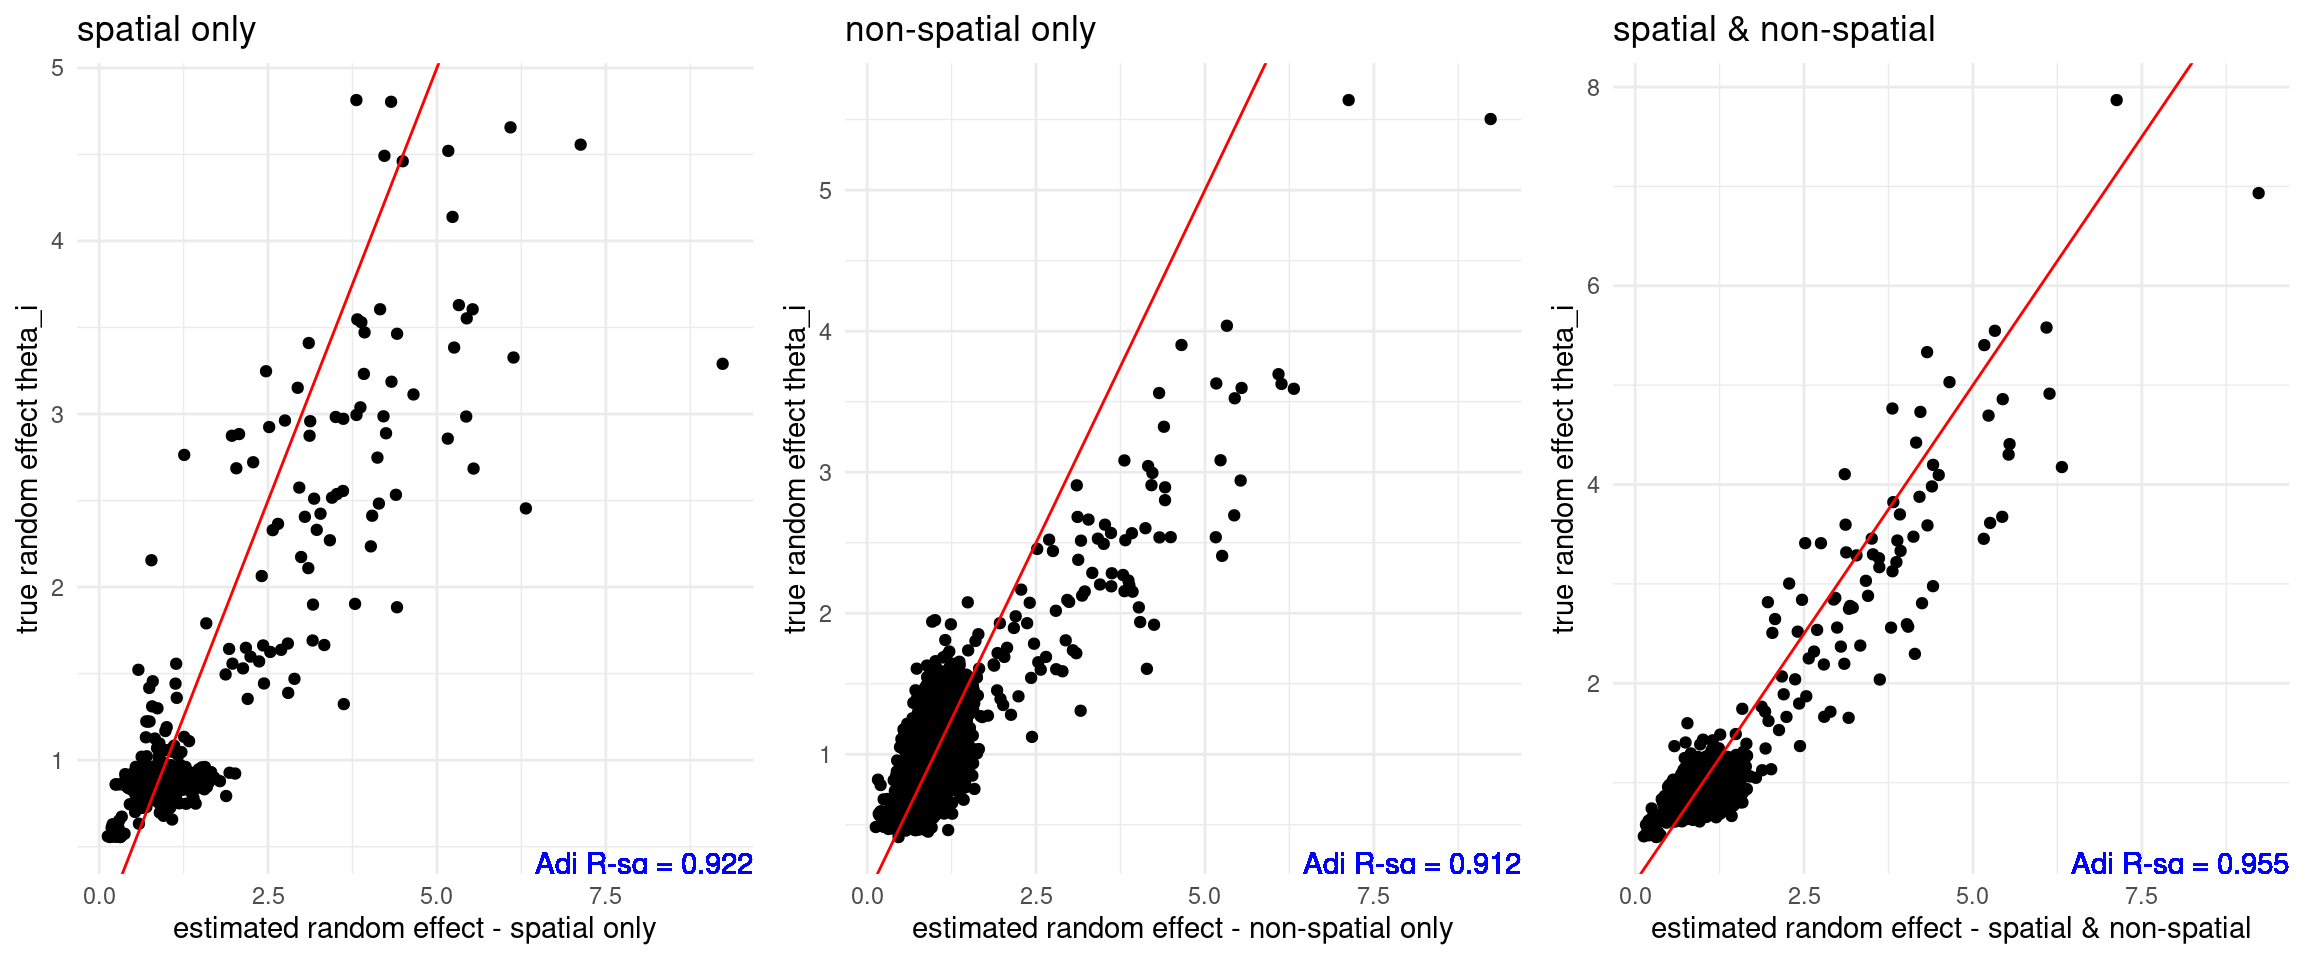 spatial only
5
4
3
2
1
true random effect theta_i
0.0
2.5
5.0
7.5
estimated random effect - spatial only
Adj R-sq = 0.922
non-spatial only
5
4
3
2
1
true random effect theta_i
0.0
2.5
5.0
7.5
estimated random effect - non-spatial only
Adj R-sq = 0.912
spatial & non-spatial
8
6
4
2
true random effect theta_i
0.0
2.5
5.0
7.5
estimated random effect - spatial & non-spatial
Adj R-sq = 0.955